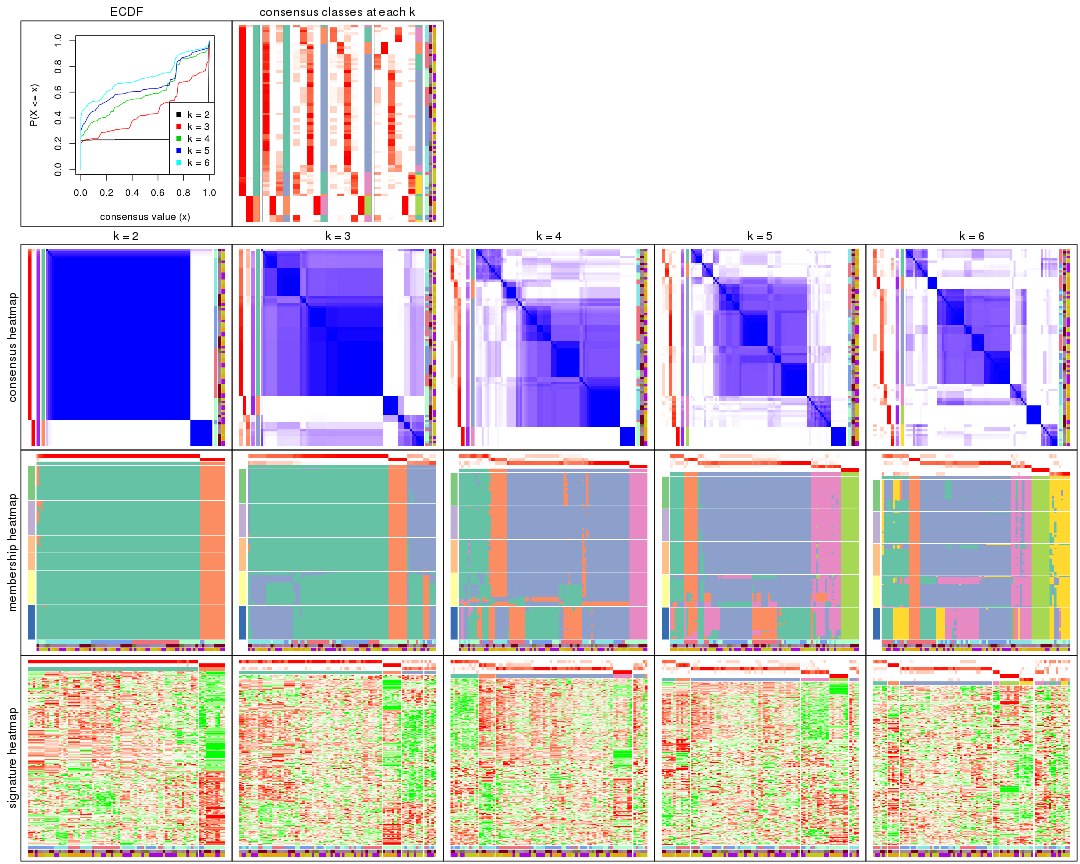 ECDF
consensus classes at each k
P(X <= x)
0.0 0.2 0.4 0.6 0.8 1.0
k = 2
k = 3
k = 4
k = 5
k = 6
0.0 0.2 0.4 0.6 0.8 1.0
consensus value (x)
k = 2
k = 3
k = 4
k = 5
k = 6
consensus heatmap
membership heatmap
signature heatmap